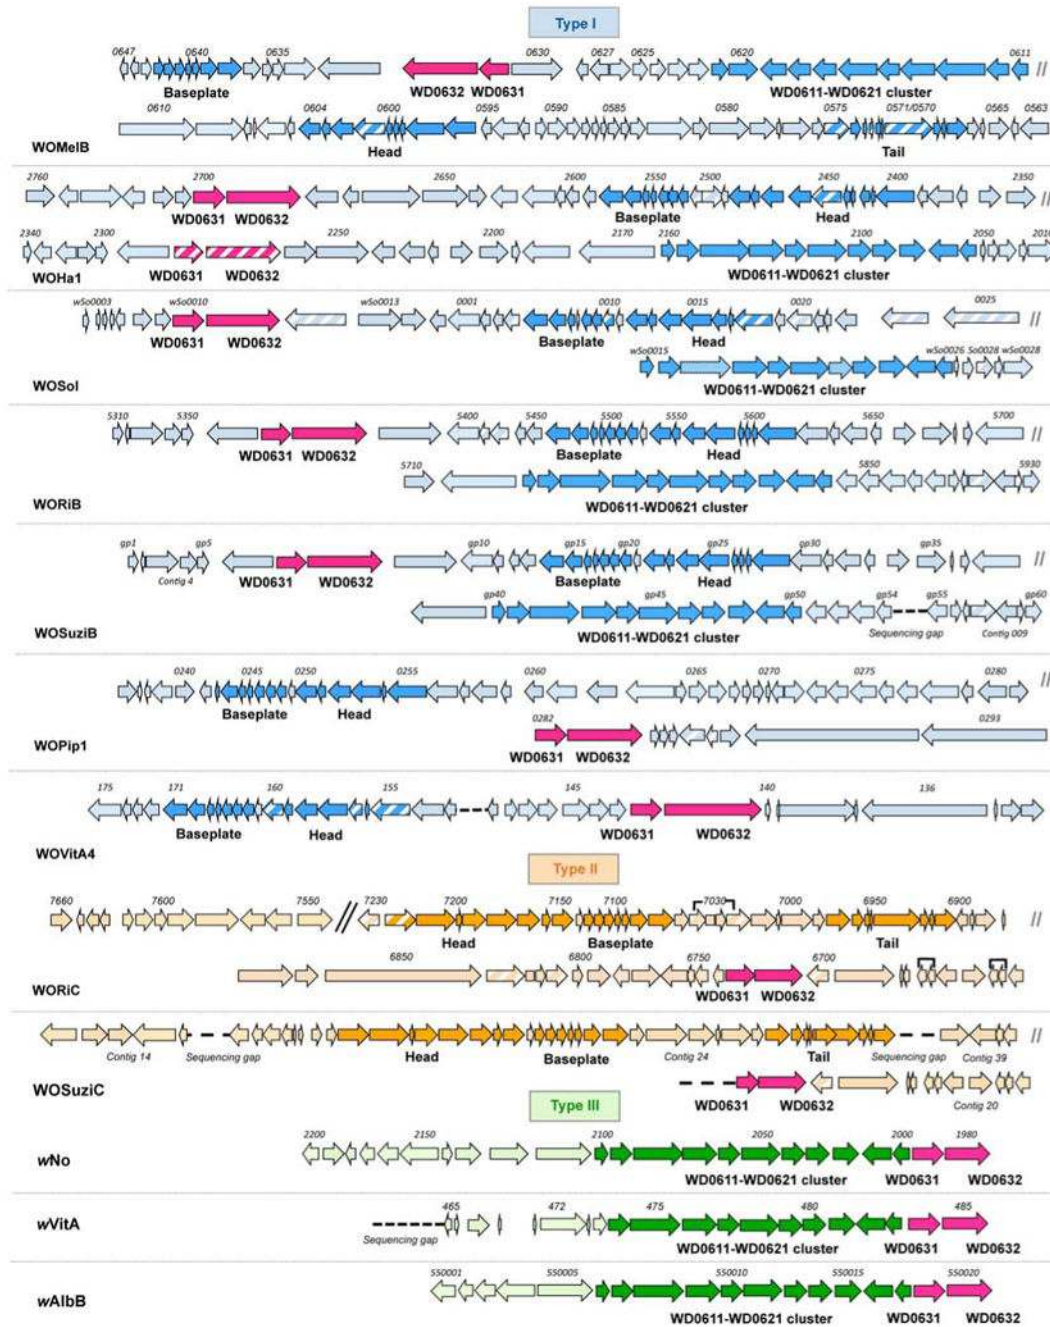 Type I
0647 0640 0635 0630 0627 0625 0620 0611
Baseplate WD0632 WD0631 WD0611-WD0621 cluster
0610 0604 0600 0595 0590 0585 0580 0575 0571/0570 0565 0563
WOMelB Head Tail
2760 2700 2650 2600 2550 2500 2450 2400 2350
WD0631 WD0632 Baseplate Head
2340 2300 2250 2200 2170 2160 2100 2050 2010
WOHa1 WD0631 WD0632 WD0611-WD0621 cluster
wSo0003 wSo0010 wSo0013 0001 0010 0015 0020 0025
WD0631 WD0632 Baseplate Head
wSo0015 wSo0026 So0028 wSo0028
WOSol WD0611-WD0621 cluster
5310 5350 5400 5450 5500 5550 5600 5650 5700
WD0631 WD0632 Baseplate Head
5710 5850 5930
WORiB WD0611-WD0621 cluster
gp1 gp5 gp10 gp15 gp20 gp25 gp30 gp35
Contig 4 WD0631 WD0632 Baseplate Head
gp40 gp45 gp50 gp54 gp55 gp60
WOSuziB WD0611-WD0621 cluster Sequencing gap Contig 009
0240 0245 0250 0255 0260 0265 0270 0275 0280
Baseplate Head
0282 0293
WOPip1 WD0631 WD0632
175 171 160 155 145 140 136
Baseplate Head WD0631 WD0632
WOVitA4
Type II
7660 7600 7550 7230 7200 7150 7100 7030 7000 6950 6900
Head Baseplate Tail
6850 6800 6750 6700
WORiC WD0631 WD0632
Contig 14 Sequencing gap Head Baseplate Contig 24 Tail Sequencing gap Contig 39
WOSuziC WD0631 WD0632 Contig 20
Type III
2200 2150 2100 2050 2000 1980
wNo WD0611-WD0621 cluster WD0631 WD0632
465 472 475 480 485
wVitA Sequencing gap WD0611-WD0621 cluster WD0631 WD0632
550001 550005 550010 550015 550020
wAlbB WD0611-WD0621 cluster WD0631 WD0632